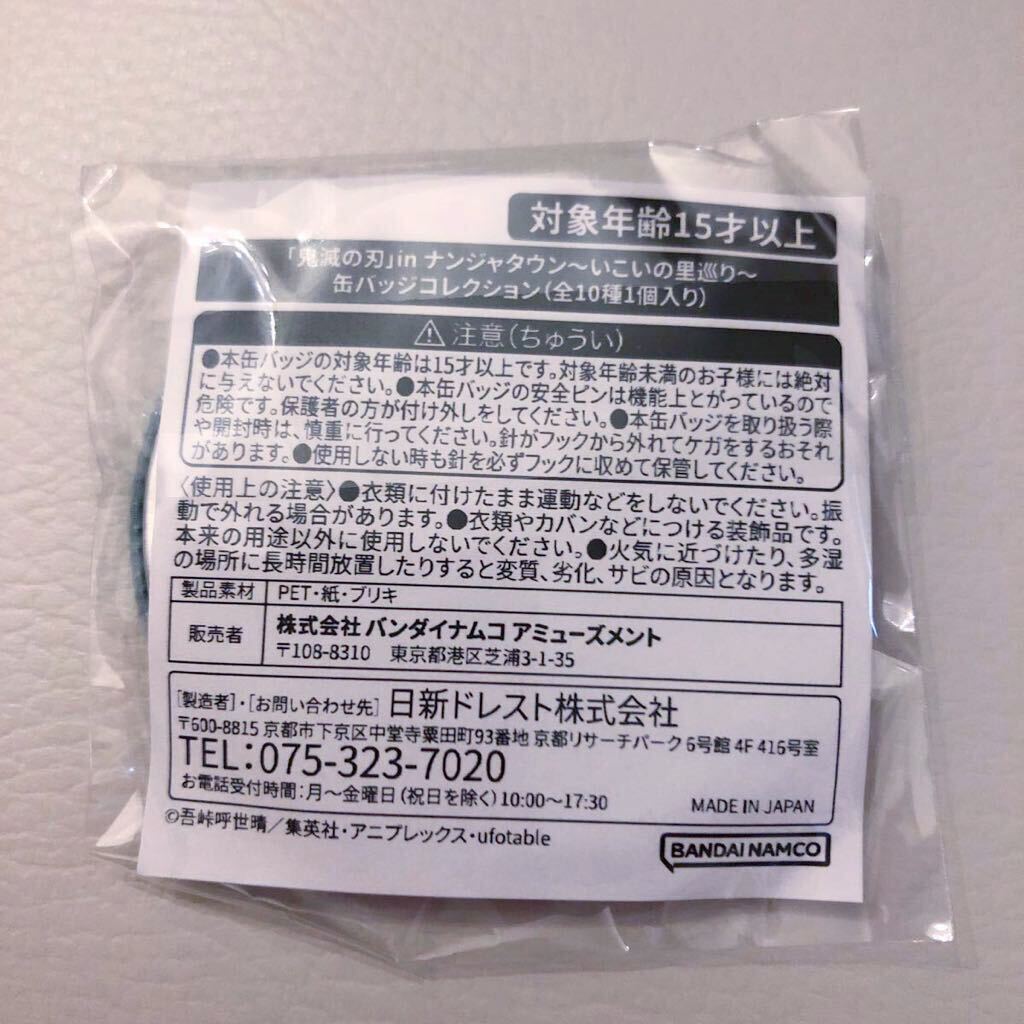 対象年齢15才以上
「鬼滅の刃」in ナンジャタウン～いこいの里巡り～
缶バッジコレクション(全10種1個入り)
⚠ 注意(ちゅうい)
●本缶バッジの対象年齢は15才以上です。対象年齢未満のお子様には絶対
に与えないでください。●本缶バッジの安全ピンは機能上とがっているので
危険です。保護者の方が付け外しをしてください。●本缶バッジを取り扱う際
や開封時は、慎重に行ってください。針がフックから外れてケガをするおそれ
があります。●使用しない時も針を必ずフックに収めて保管してください。
〈使用上の注意〉●衣類に付けたまま運動などをしないでください。振
動で外れる場合があります。●衣類やカバンなどにつける装飾品です。
本来の用途以外に使用しないでください。●火気に近づけたり、多湿
の場所に長時間放置したりすると変質、劣化、サビの原因となります。
製品素材 PET・紙・ブリキ
販売者 株式会社 バンダイナムコ アミューズメント
〒108-8310 東京都港区芝浦3-1-35
[製造者]・[お問い合わせ先] 日新ドレスト株式会社
〒600-8815 京都市下京区中堂寺粟田町93番地 京都リサーチパーク 6号館 4F 416号室
TEL:075-323-7020
お電話受付時間:月～金曜日(祝日を除く)10:00～17:30
MADE IN JAPAN
©吾峠呼世晴／集英社・アニプレックス・ufotable
BANDAI NAMCO